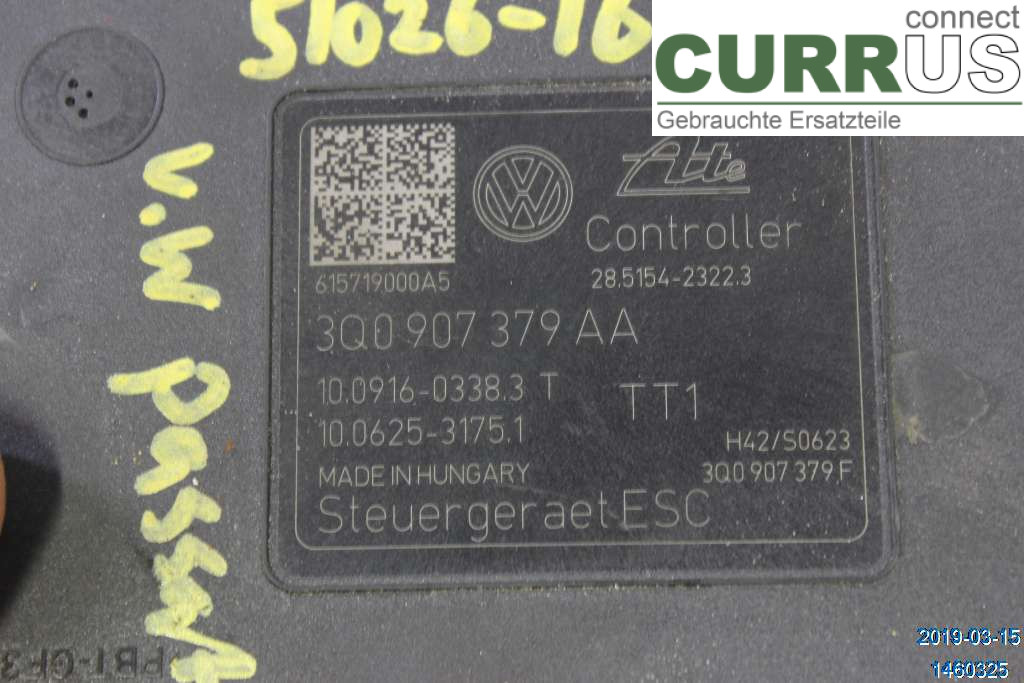 51026-16
connect
CURRUS
Gebrauchte Ersatzteile
v.W passat
Ate
Controller
615719000A5
28.5154-2322.3
3Q0 907 379 AA
10.0916-0338.3 T
TT1
10.0625-3175.1
H42/S0623
MADE IN HUNGARY
3Q0 907 379 F
Steuergeraet ESC
2019-03-15
1460325